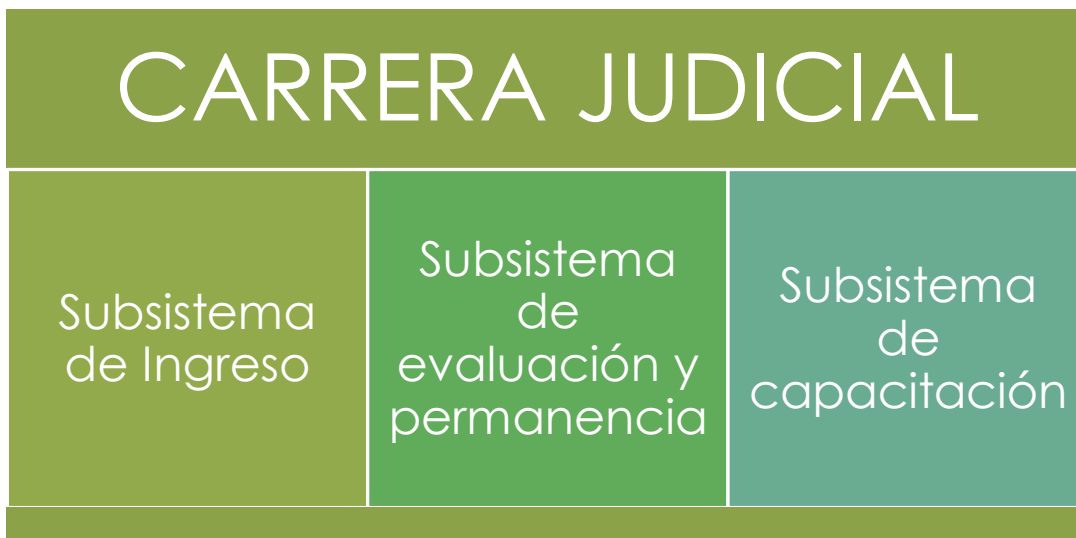 CARRERA JUDICIAL
Subsistema
de Ingreso
Subsistema
de
evaluación y
permanencia
Subsistema
de
capacitación